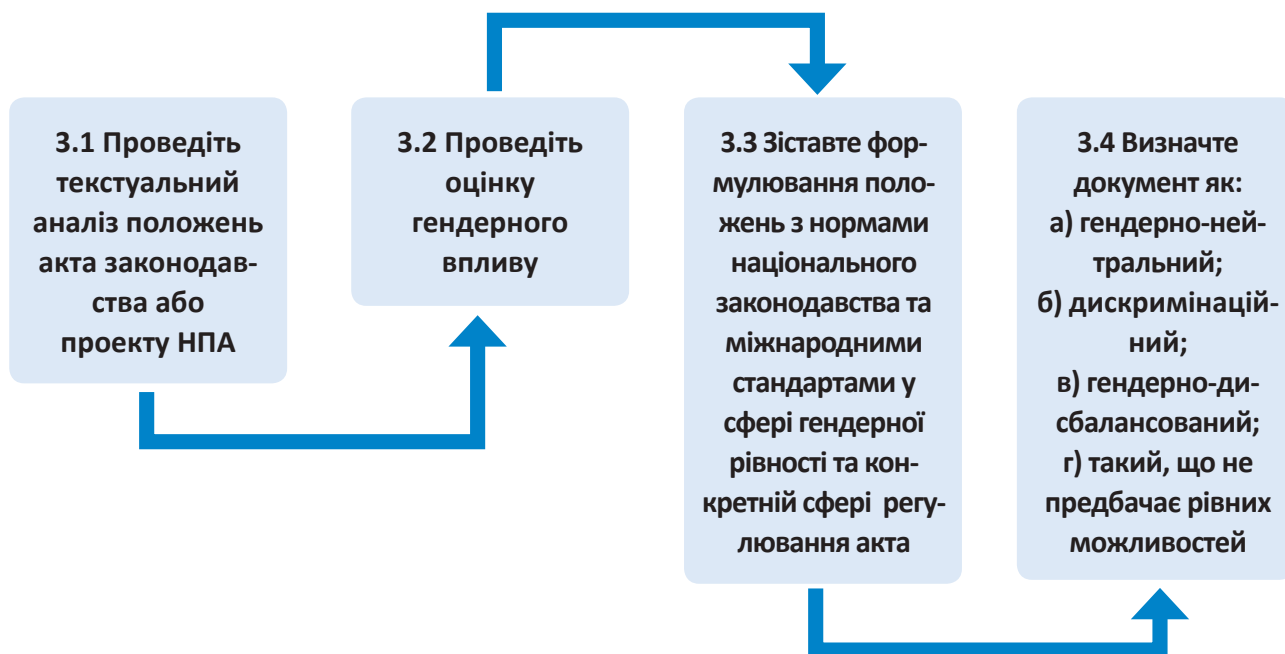 3.1 Проведіть
текстуальний
аналіз положень
акта законодав-
ства або
проекту НПА
3.2 Проведіть
оцінку
гендерного
впливу
3.3 Зіставте фор-
мулювання поло-
жень з нормами
національного
законодавства та
міжнародними
стандартами у
сфері гендерної
рівності та кон-
кретній сфері регу-
лювання акта
3.4 Визначте
документ як:
а) гендерно-ней-
тральний;
б) дискримінацій-
ний;
в) гендерно-ди-
сбалансований;
г) такий, що не
предбачає рівних
можливостей